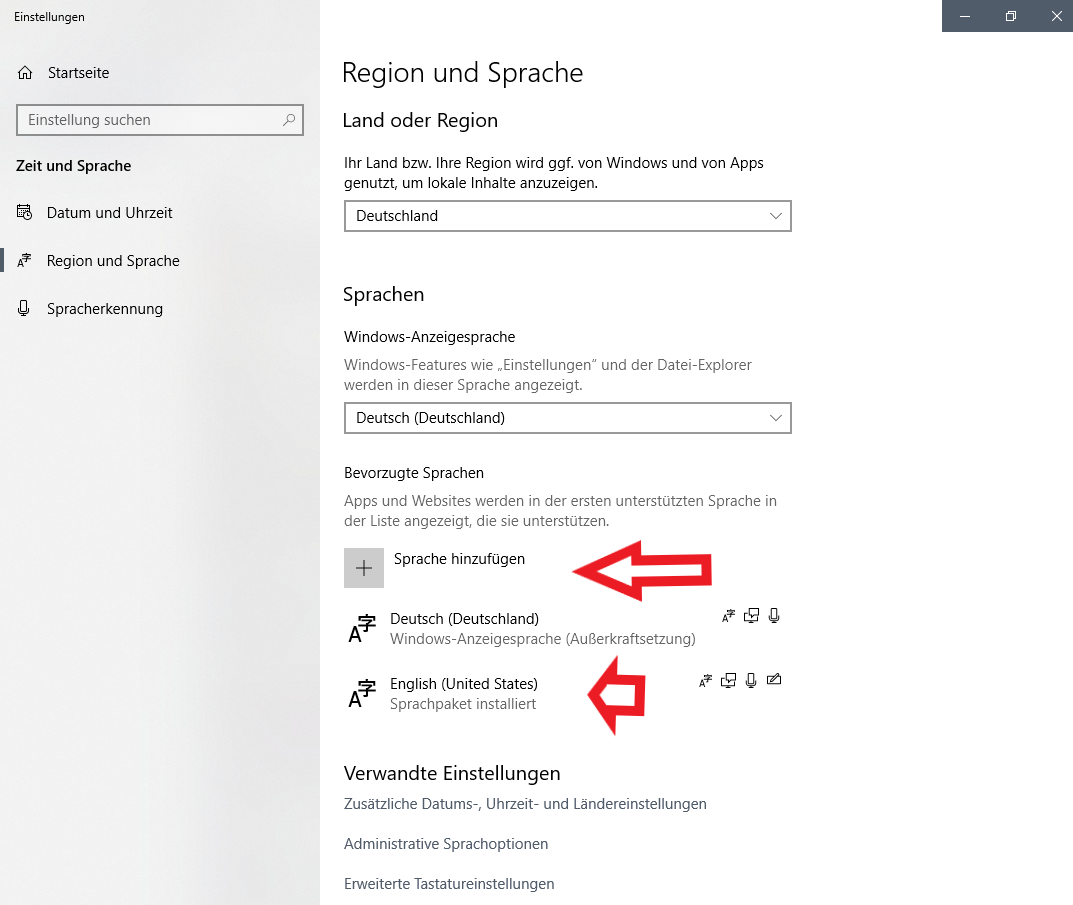 Einstellungen
Startseite
Einstellung suchen
Zeit und Sprache
Datum und Uhrzeit
Region und Sprache
Spracherkennung
Region und Sprache
Land oder Region
Ihr Land bzw. Ihre Region wird ggf. von Windows und von Apps
genutzt, um lokale Inhalte anzuzeigen.
Deutschland
Sprachen
Windows-Anzeigesprache
Windows-Features wie „Einstellungen“ und der Datei-Explorer
werden in dieser Sprache angezeigt.
Deutsch (Deutschland)
Bevorzugte Sprachen
Apps und Websites werden in der ersten unterstützten Sprache in
der Liste angezeigt, die sie unterstützen.
Sprache hinzufügen
Deutsch (Deutschland)
Windows-Anzeigesprache (Außerkraftsetzung)
English (United States)
Sprachpaket installiert
Verwandte Einstellungen
Zusätzliche Datums-, Uhrzeit- und Ländereinstellungen
Administrative Sprachoptionen
Erweiterte Tastatureinstellungen